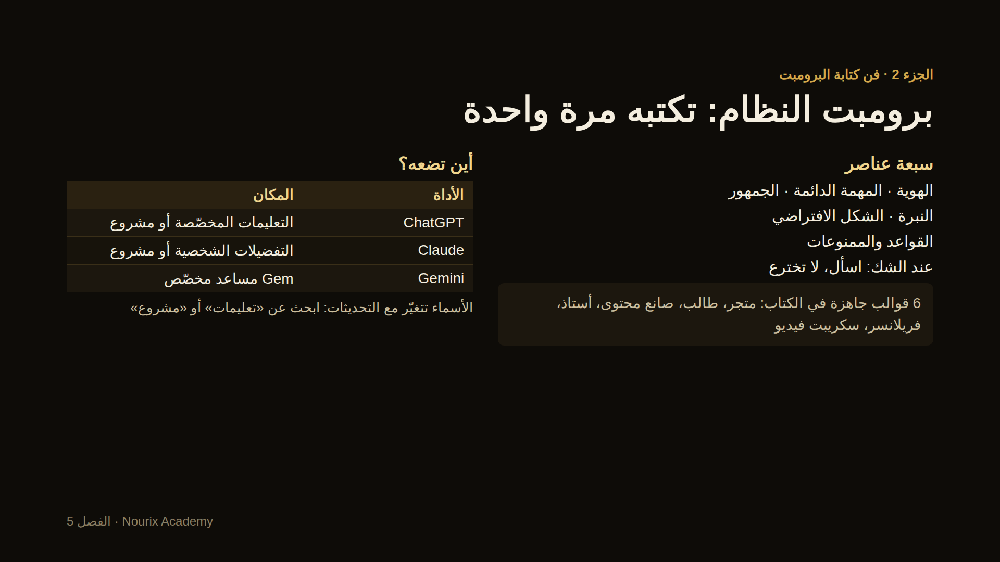 الجزء 2 · فن كتابة البرومبت
برومبت النظام: تكتبه مرة واحدة
سبعة عناصر
الهوية · المهمة الدائمة · الجمهور
النبرة · الشكل الافتراضي
القواعد والممنوعات
عند الشك: اسأل، لا تخترع
6 قوالب جاهزة في الكتاب: متجر، طالب، صانع محتوى، أستاذ،
فريلانسر، سكريبت فيديو
أين تضعه؟
الأداة المكان
ChatGPT التعليمات المخصّصة أو مشروع
Claude التفضيلات الشخصية أو مشروع
Gemini Gem مساعد مخصّص
الأسماء تتغيّر مع التحديثات: ابحث عن «تعليمات» أو «مشروع»
Nourix Academy · الفصل 5